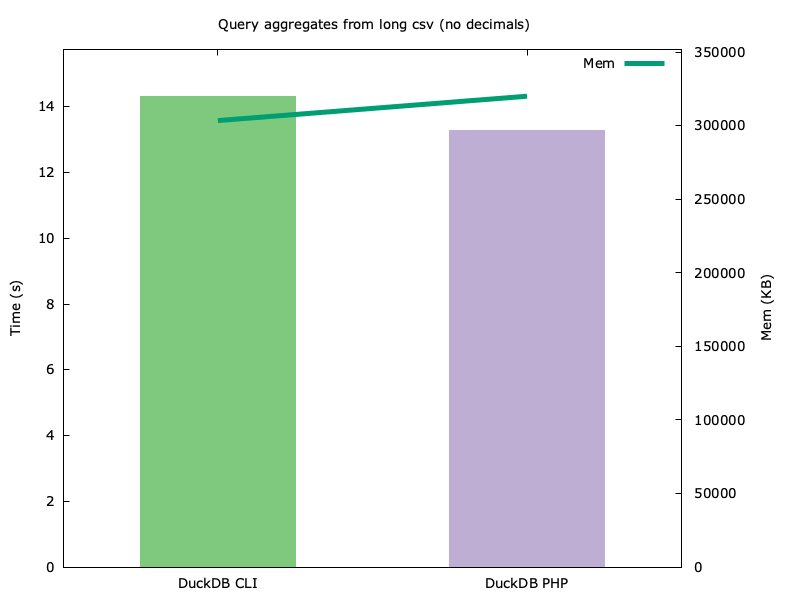 Query aggregates from long csv (no decimals)
Mem
Time (s)
14
12
10
8
6
4
2
0
350000
300000
250000
200000
150000
100000
50000
0
Mem (KB)
DuckDB CLI
DuckDB PHP